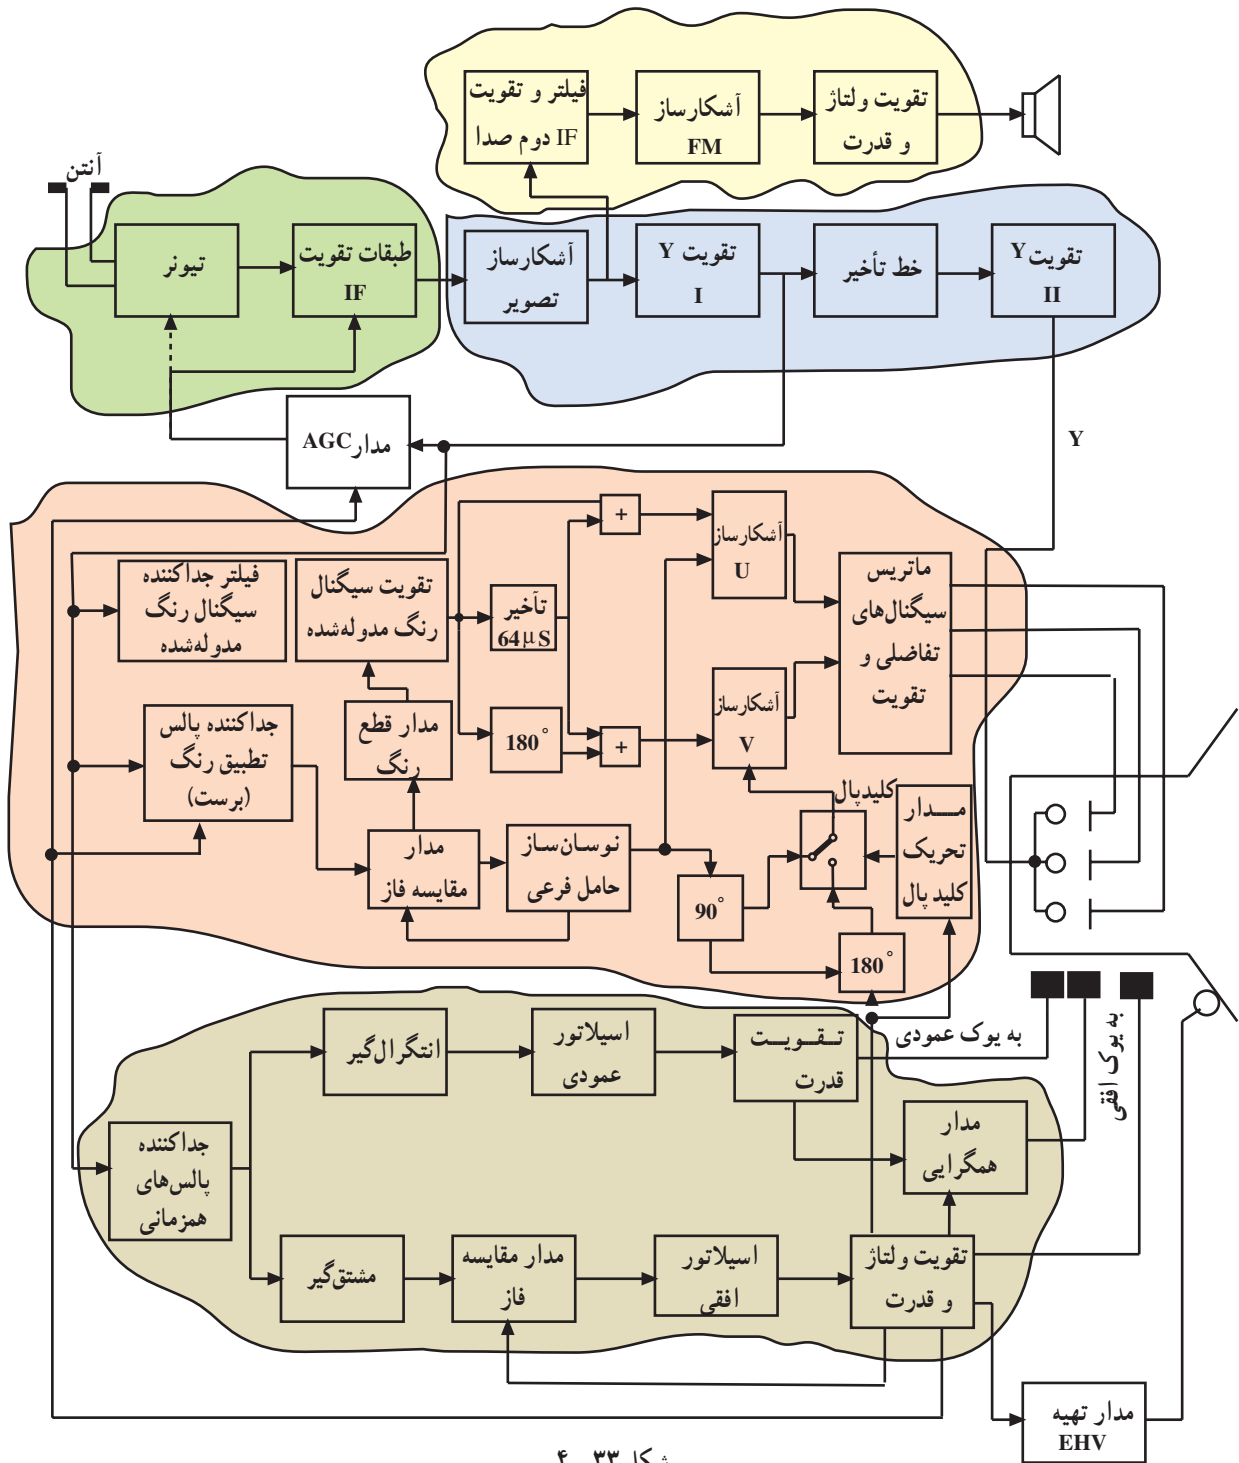 فیلتر و تقویت
IF دوم صدا
آشکارساز
FM
تقویت ولتاژ
و قدرت
آنتن
تیونر
طبقات تقویت
IF
آشکارساز
تصویر
تقویت Y
I
خط تأخیر
تقویت Y
II
مدار AGC
Y
فیلتر جداکننده
سیگنال رنگ
مدوله‌شده
تقویت سیگنال
رنگ مدوله‌شده
تأخیر
64μS
+
آشکارساز
U
ماتریس
سیگنال‌های
تفاضلی و
تقویت
جداکننده پالس
تطبیق رنگ
(برست)
مدار قطع
رنگ
180°
+
آشکارساز
V
کلیدپال
مدار
تحریک
کلید پال
مدار
مقایسه فاز
نوسان‌ساز
حامل فرعی
90°
180°
به یوک عمودی
به یوک افقی
انتگرال‌گیر
اسیلاتور
عمودی
تقویت
قدرت
مدار
همگرایی
جداکننده
پالس‌های
همزمانی
مشتق‌گیر
مدار مقایسه
فاز
اسیلاتور
افقی
تقویت ولتاژ
و قدرت
مدار تهیه
EHV
شکل ۳۳ ـ ۴